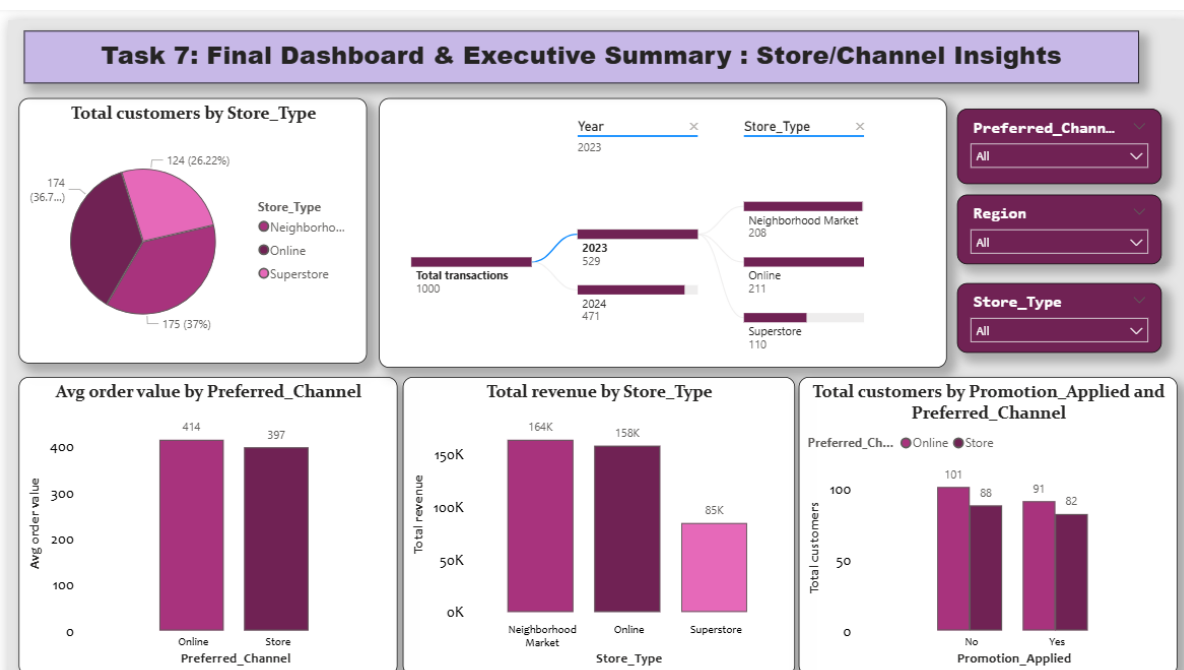 Task 7: Final Dashboard & Executive Summary : Store/Channel Insights
Total customers by Store_Type
124 (26.22%)
174
(36.7...)
175 (37%)
Store_Type
Neighborho...
Online
Superstore
Year
2023
Store_Type
Total transactions
1000
2023
529
2024
471
Neighborhood Market
208
Online
211
Superstore
110
Preferred_Chann...
All
Region
All
Store_Type
All
Avg order value by Preferred_Channel
Avg order value
400
300
200
100
0
414
397
Online
Store
Preferred_Channel
Total revenue by Store_Type
Total revenue
150K
100K
50K
0K
164K
158K
85K
Neighborhood
Market
Online
Superstore
Store_Type
Total customers by Promotion_Applied and
Preferred_Channel
Preferred_Ch...
Online
Store
Total customers
100
50
0
101
88
91
82
No
Yes
Promotion_Applied